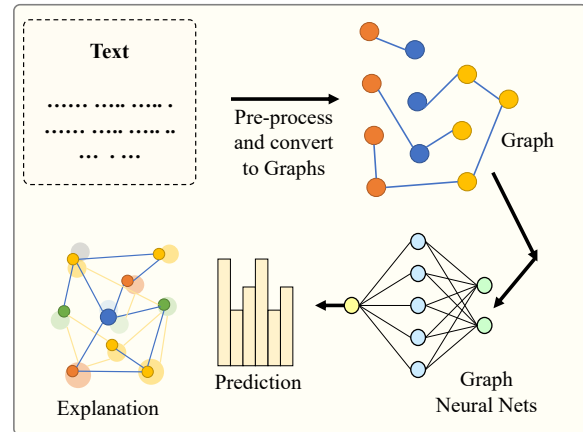 Text
...... ..... ..... .
...... ..... ..... ..
... . ...
Pre-process
and convert
to Graphs
Graph
Graph
Neural Nets
Prediction
Explanation